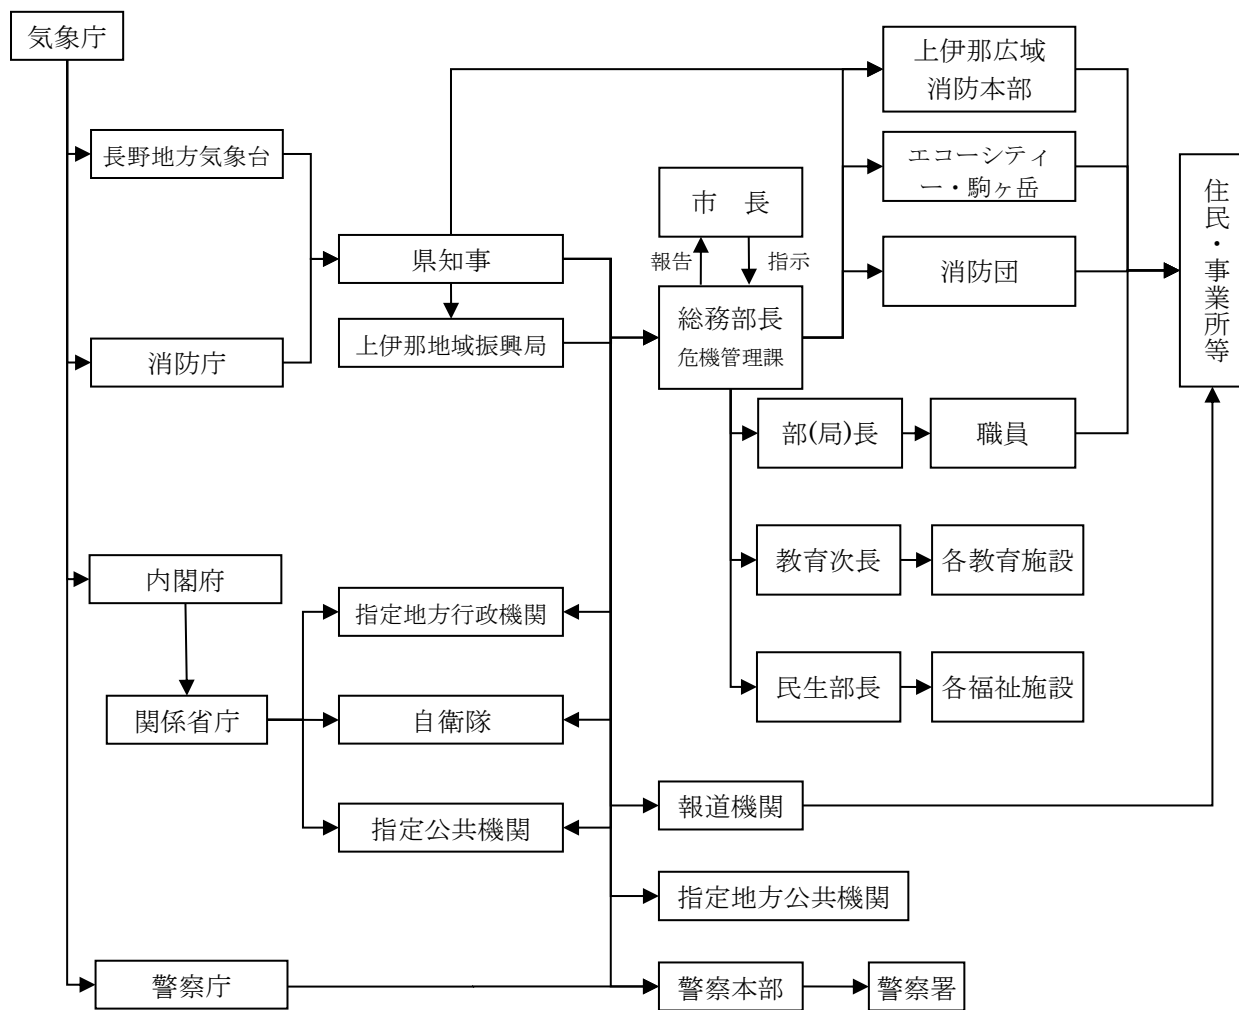 気象庁
上伊那広域
消防本部
長野地方気象台
エコーシティ
ー・駒ヶ岳
住民・事業所等
市　長
県知事
報告
指示
消防団
総務部長
危機管理課
上伊那地域振興局
消防庁
部(局)長
職員
教育次長
各教育施設
内閣府
指定地方行政機関
民生部長
各福祉施設
関係省庁
自衛隊
報道機関
指定公共機関
指定地方公共機関
警察庁
警察本部
警察署